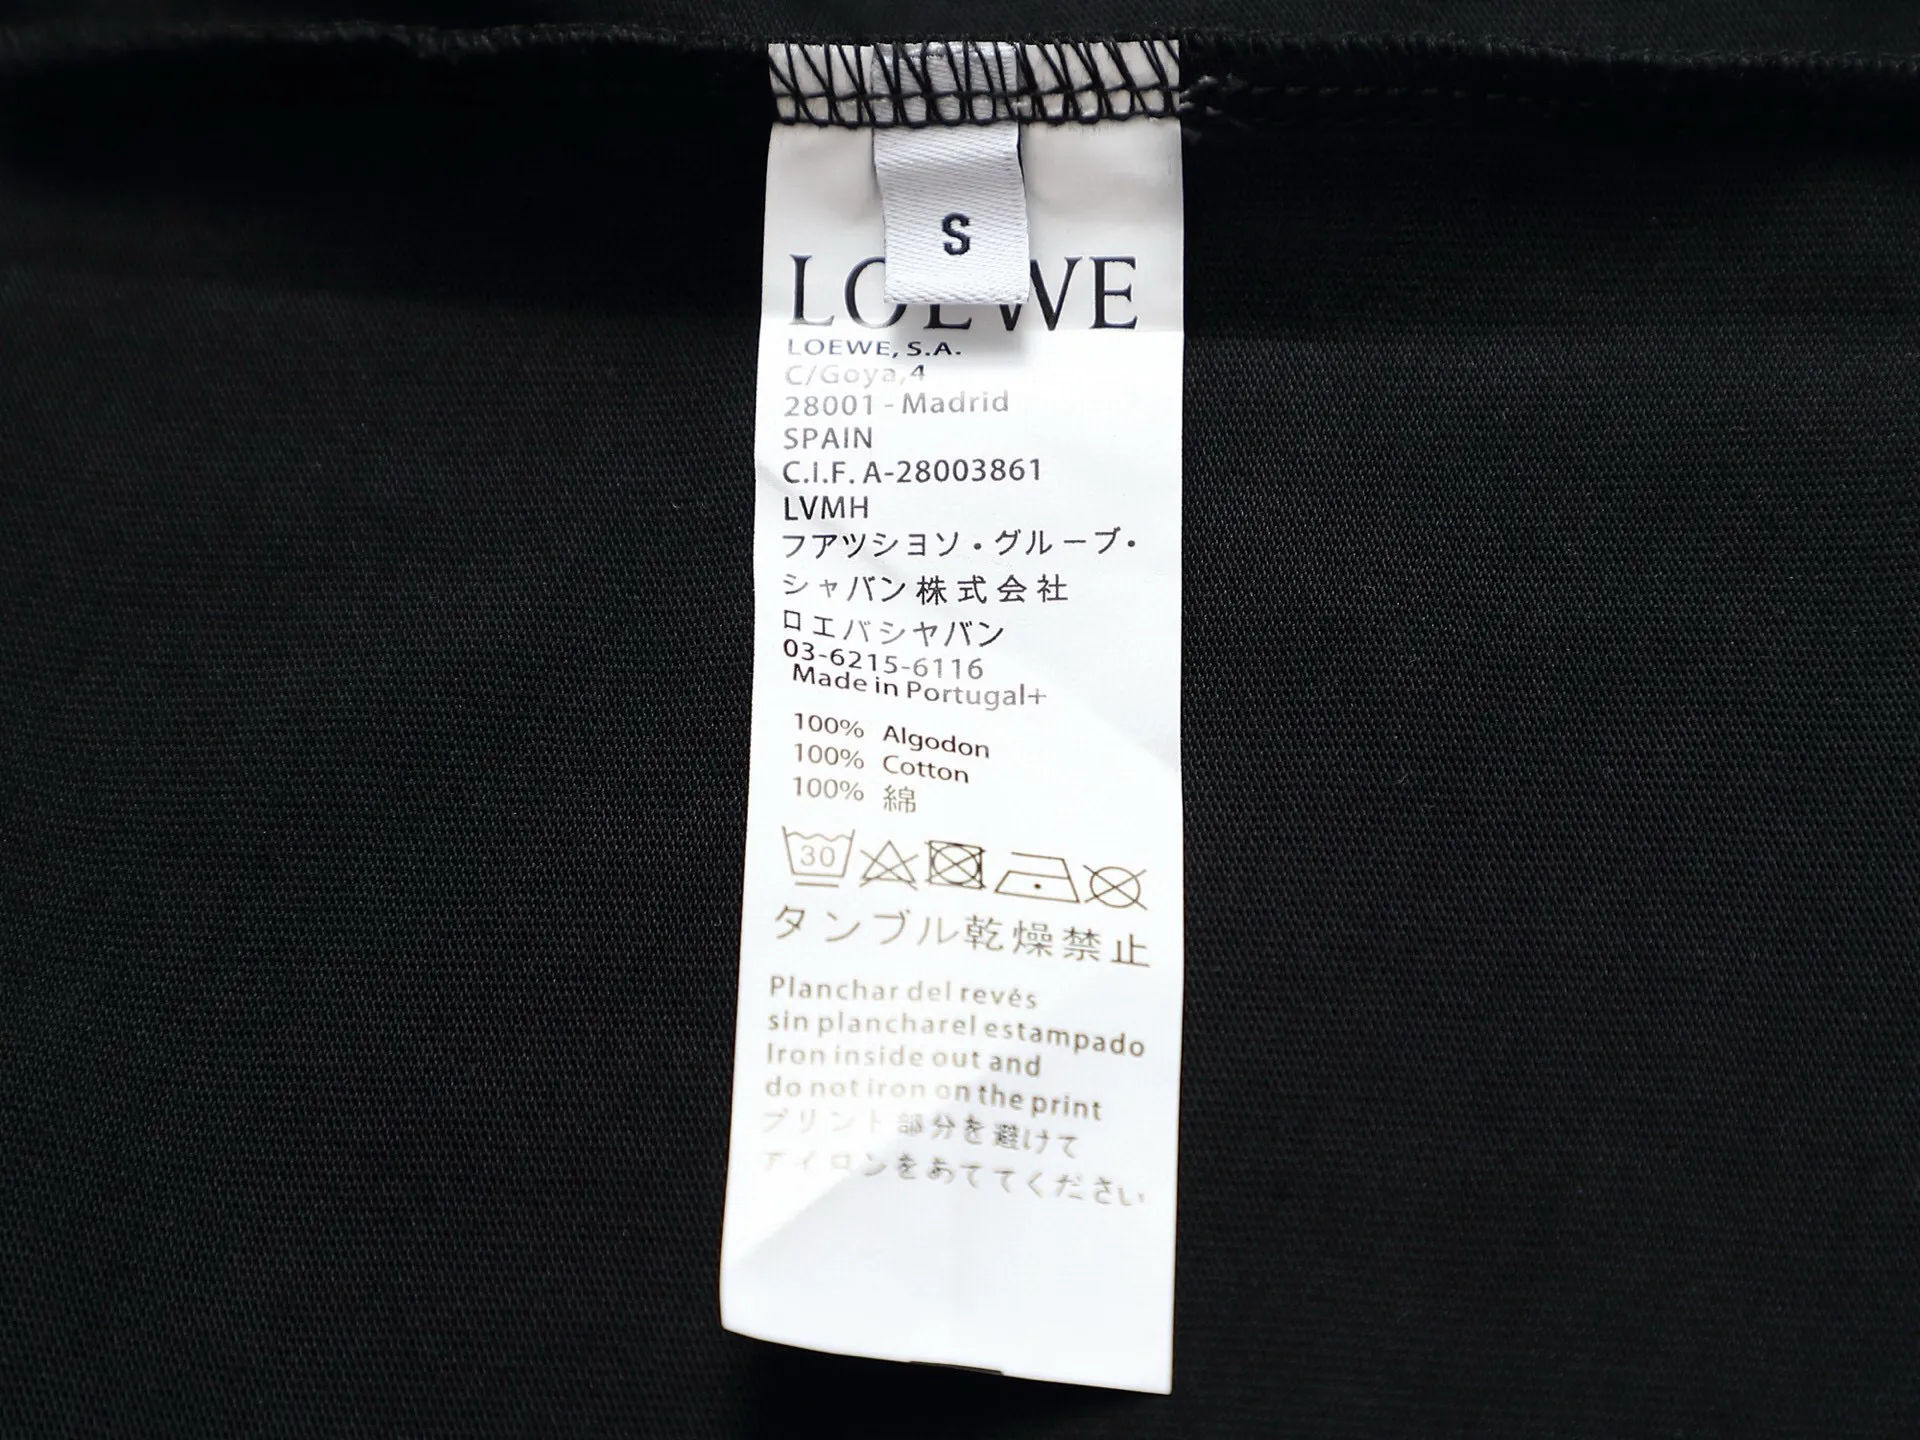 S
LOEWE
LOEWE, S.A.
C/Goya,4
28001 - Madrid
SPAIN
C.I.F. A-28003861
LVMH
フアツシヨソ・グループ・
シャバン株式会社
ロエバシヤバン
03-6215-6116
Made in Portugal+
100% Algodon
100% Cotton
100% 綿
30
タンブル乾燥禁止
Planchar del revés
sin plancharel estampado
Iron inside out and
do not iron on the print
プリント部分を避けて
アイロンをあててください